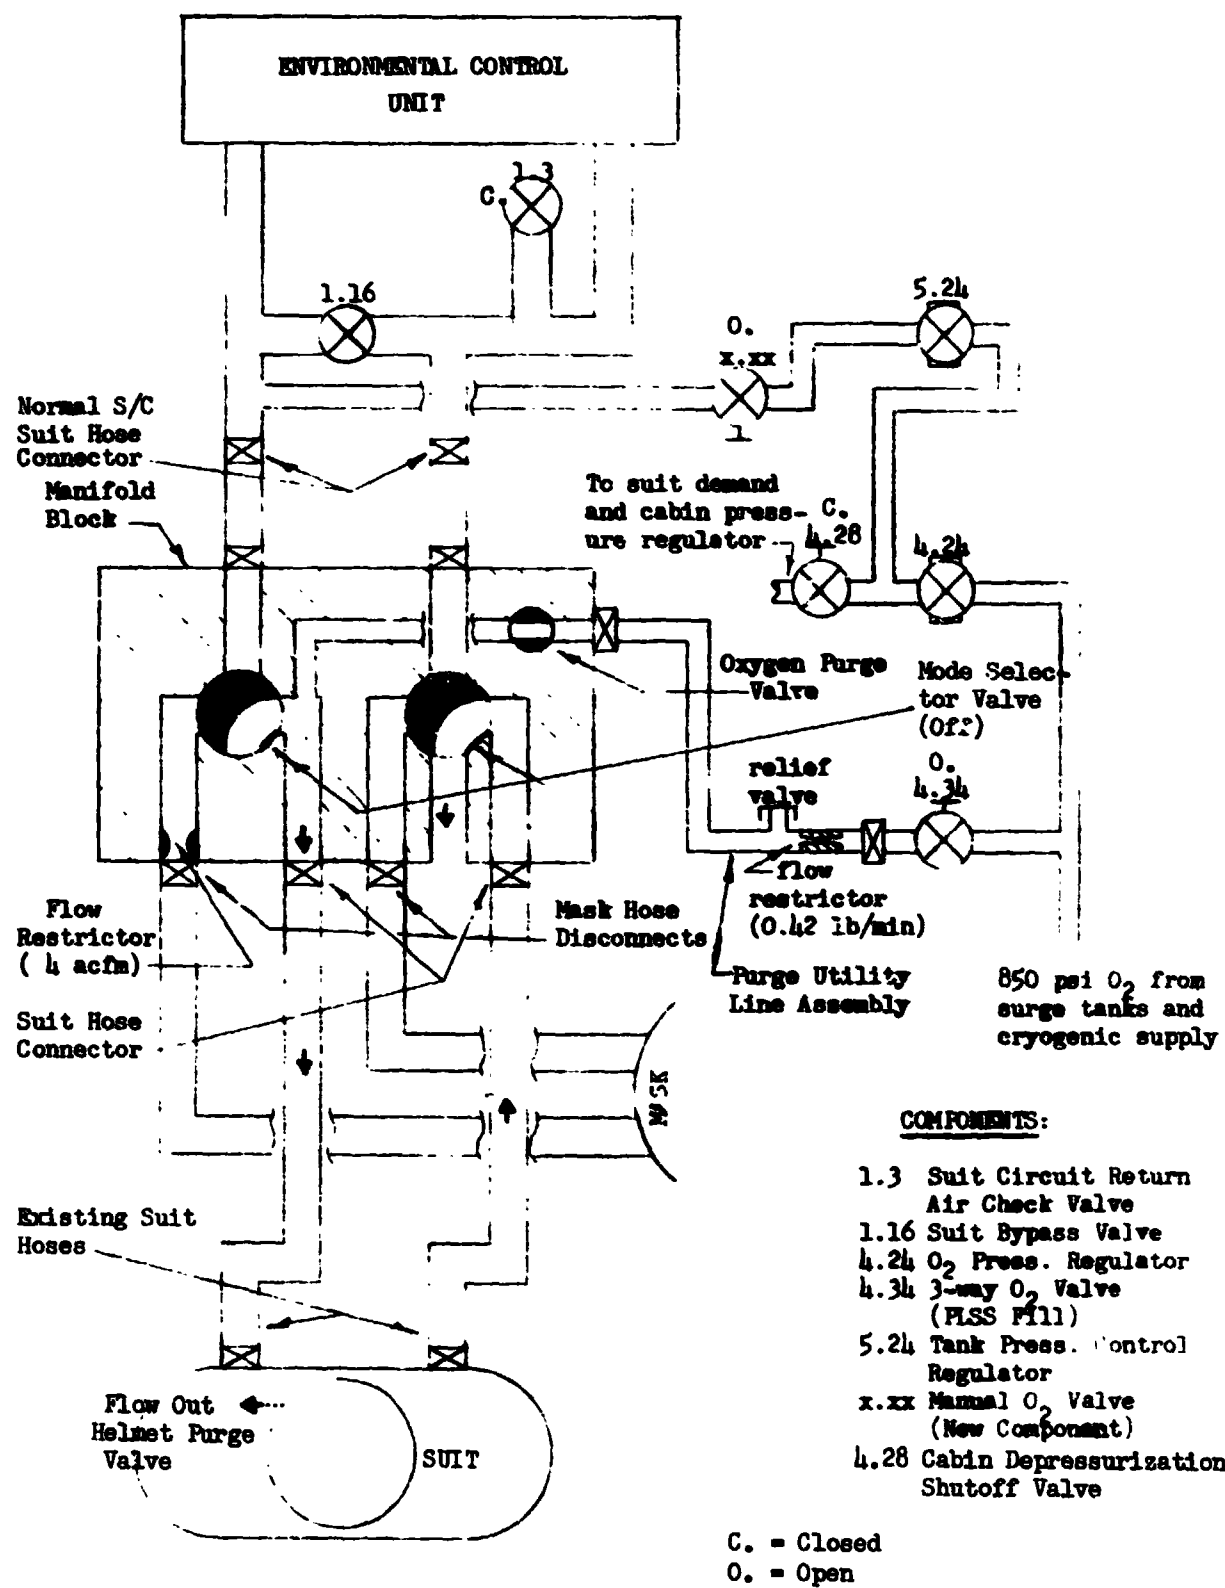 ENVIRONMENTAL CONTROL
UNIT
1.3
C.
1.16
5.24
O.
x.xx
1
Normal S/C
Suit Hose
Connector
Manifold
Block
To suit demand
and cabin press-
ure regulator
C.
4.28
4.24
Oxygen Purge
Valve
Mode Selec-
tor Valve
(Off)
relief
valve
O.
4.34
flow
restrictor
(0.42 lb/min)
Flow
Restrictor
( 4 acfm)
Mask Hose
Disconnects
Purge Utility
Line Assembly
850 psi O2 from
surge tanks and
cryogenic supply
Suit Hose
Connector
MASK
Existing Suit
Hoses
Flow Out
Helmet Purge
Valve
SUIT
COMPONENTS:
1.3 Suit Circuit Return
Air Check Valve
1.16 Suit Bypass Valve
4.24 O2 Press. Regulator
4.34 3-way O2 Valve
(PLSS Fill)
5.24 Tank Press. Control
Regulator
x.xx Manual O2 Valve
(New Component)
4.28 Cabin Depressurization
Shutoff Valve
C. = Closed
O. = Open